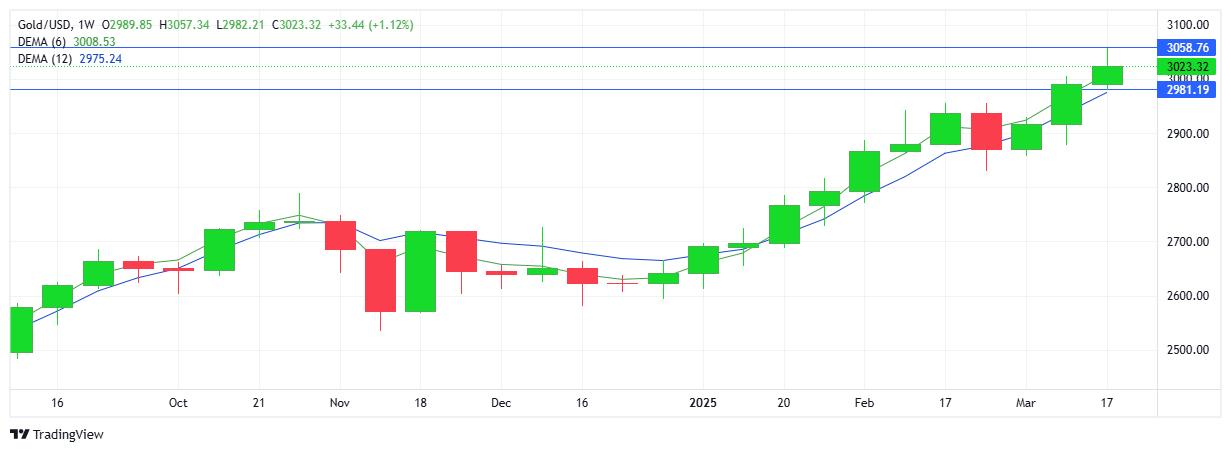 Gold/USD, 1W O2989.85 H3057.34 L2982.21 C3023.32 +33.44 (+1.12%)
DEMA (6) 3008.53
DEMA (12) 2975.24
3100.00
3058.76
3023.32
3000.00
2981.19
2900.00
2800.00
2700.00
2600.00
2500.00
16 Oct 21 Nov 18 Dec 16 2025 20 Feb 17 Mar 17
TradingView